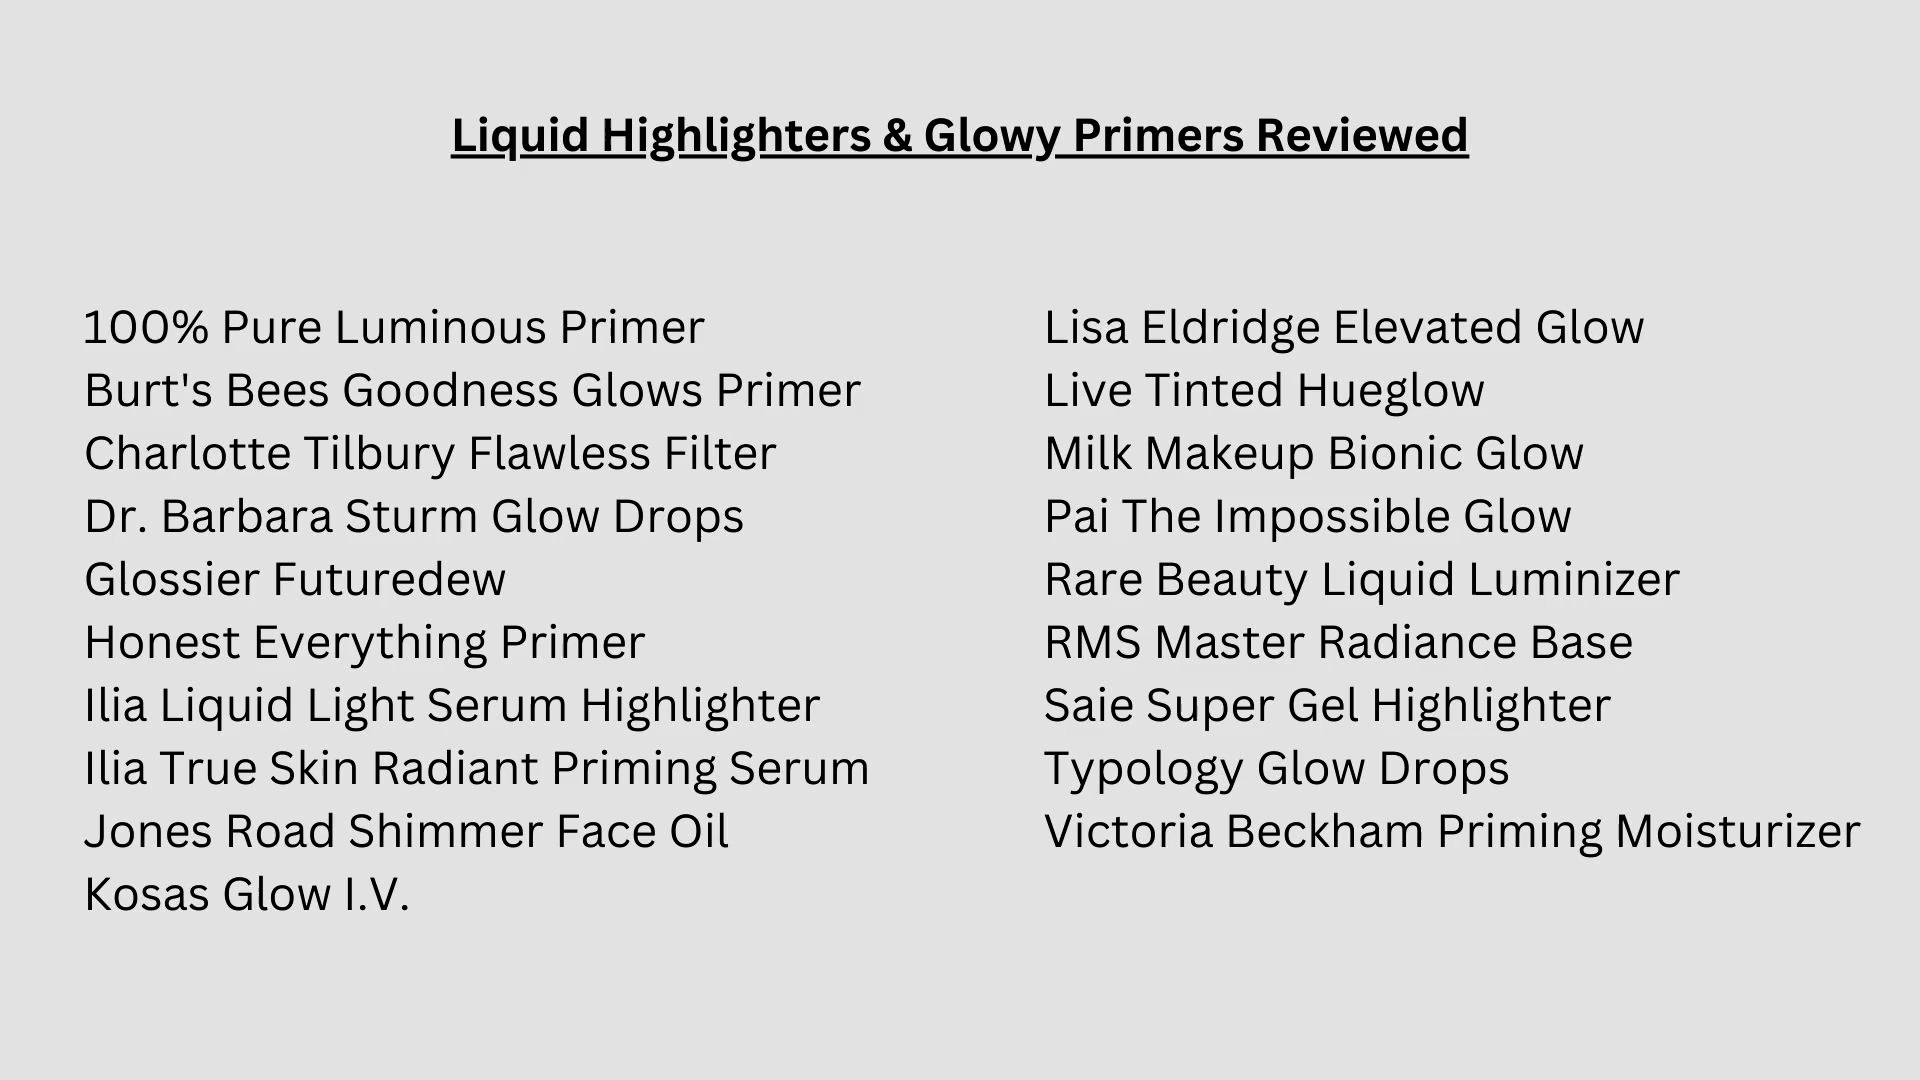 Liquid Highlighters & Glowy Primers Reviewed
100% Pure Luminous Primer
Burt's Bees Goodness Glows Primer
Charlotte Tilbury Flawless Filter
Dr. Barbara Sturm Glow Drops
Glossier Futuredew
Honest Everything Primer
Ilia Liquid Light Serum Highlighter
Ilia True Skin Radiant Priming Serum
Jones Road Shimmer Face Oil
Kosas Glow I.V.
Lisa Eldridge Elevated Glow
Live Tinted Hueglow
Milk Makeup Bionic Glow
Pai The Impossible Glow
Rare Beauty Liquid Luminizer
RMS Master Radiance Base
Saie Super Gel Highlighter
Typology Glow Drops
Victoria Beckham Priming Moisturizer